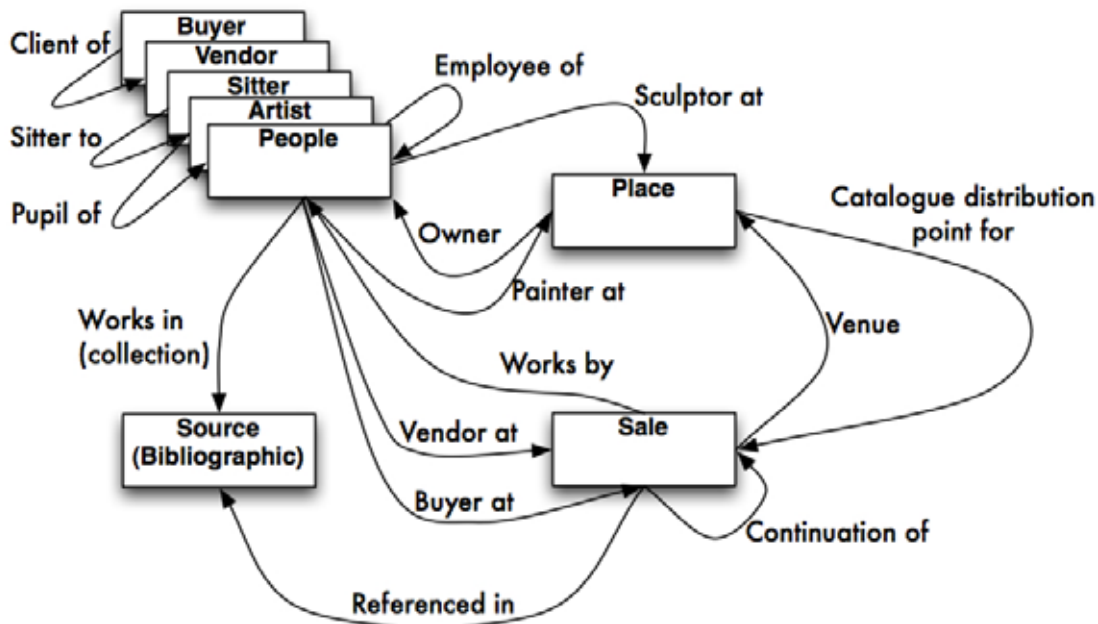 Buyer
Client of
Vendor
Sitter
Employee of
Artist
Sculptor at
Sitter to
People
Place
Catalogue distribution
point for
Pupil of
Owner
Painter at
Works in
(collection)
Venue
Works by
Source
(Bibliographic)
Vendor at
Sale
Buyer at
Continuation of
Referenced in